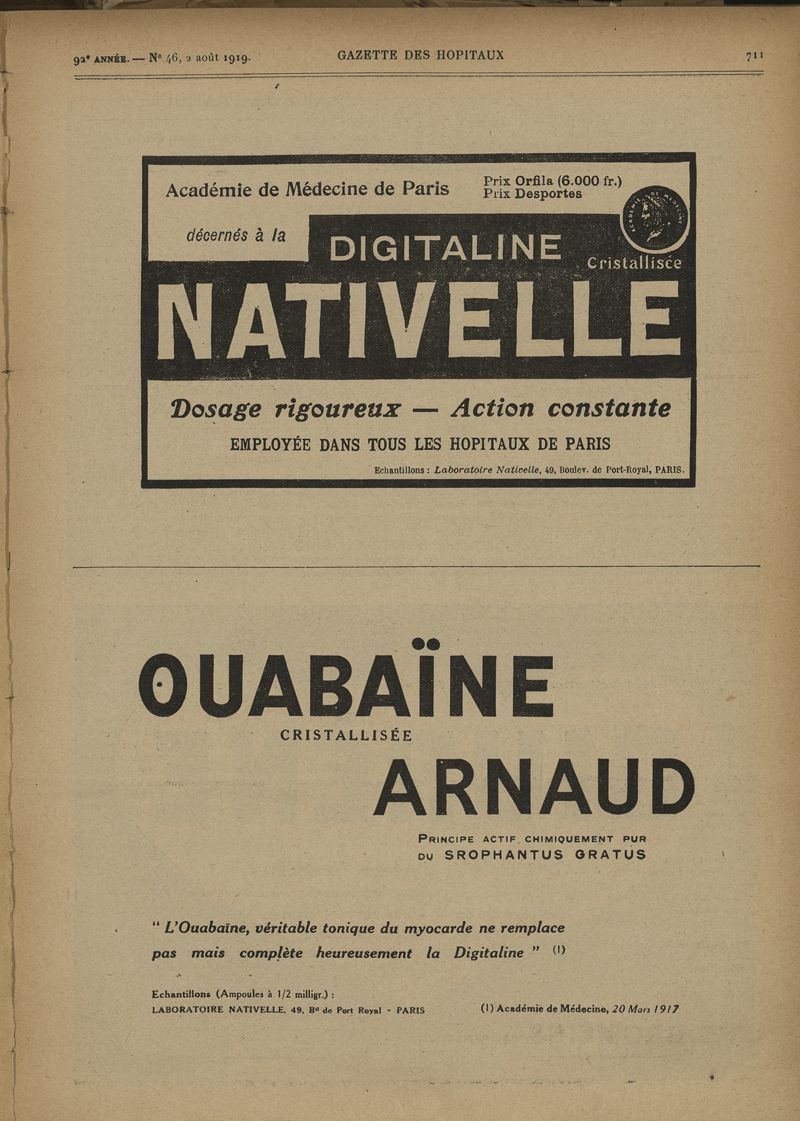 92ᵉ ANNÉE. — Nº 46, 2 août 1919.
GAZETTE DES HOPITAUX
711
Académie de Médecine de Paris
Prix Orfila (6.000 fr.)
Prix Desportes
décernés à la
DIGITALINE
Cristallisée
NATIVELLE
Dosage rigoureux — Action constante
EMPLOYÉE DANS TOUS LES HOPITAUX DE PARIS
Echantillons : Laboratoire Nativelle, 49, Boulev. de Port-Royal, PARIS.
OUABAÏNE
CRISTALLISÉE
ARNAUD
PRINCIPE ACTIF CHIMIQUEMENT PUR
DU SROPHANTUS GRATUS
“ L'Ouabaïne, véritable tonique du myocarde ne remplace
pas mais complète heureusement la Digitaline ” (1)
Echantillons (Ampoules à 1/2 milligr.) :
LABORATOIRE NATIVELLE, 49, Bd de Port Royal - PARIS
(1) Académie de Médecine, 20 Mars 1917